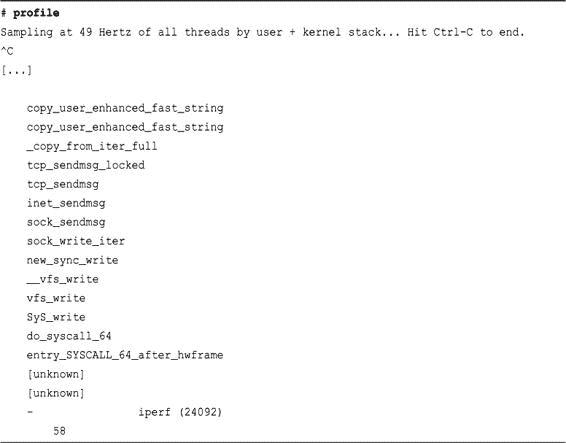 # profile
Sampling at 49 Hertz of all threads by user + kernel stack... Hit Ctrl-C to end.
^C
[...]
copy_user_enhanced_fast_string
copy_user_enhanced_fast_string
_copy_from_iter_full
tcp_sendmsg_locked
tcp_sendmsg
inet_sendmsg
sock_sendmsg
sock_write_iter
new_sync_write
__vfs_write
vfs_write
SyS_write
do_syscall_64
entry_SYSCALL_64_after_hwframe
[unknown]
[unknown]
- iperf (24092)
58